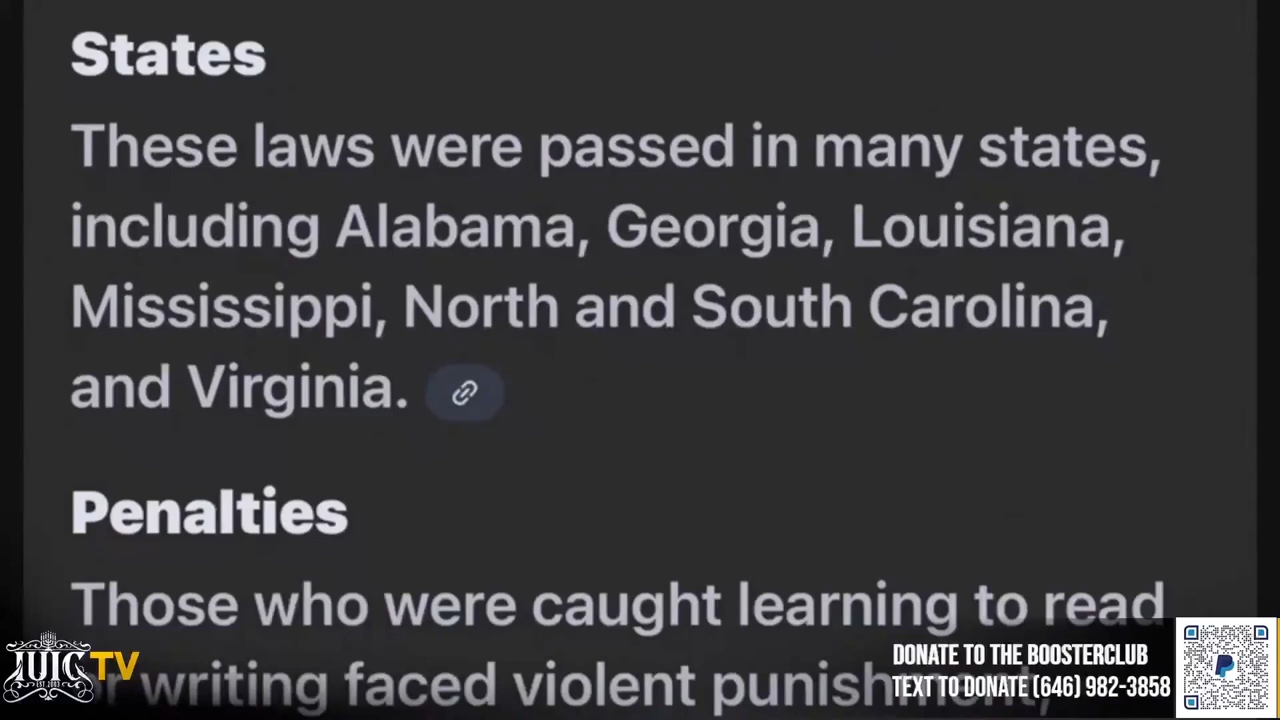 States
These laws were passed in many states,
including Alabama, Georgia, Louisiana,
Mississippi, North and South Carolina,
and Virginia.
Penalties
Those who were caught learning to read
or writing faced violent punishment,
IUIC TV
DONATE TO THE BOOSTERCLUB
TEXT TO DONATE (646) 982-3858